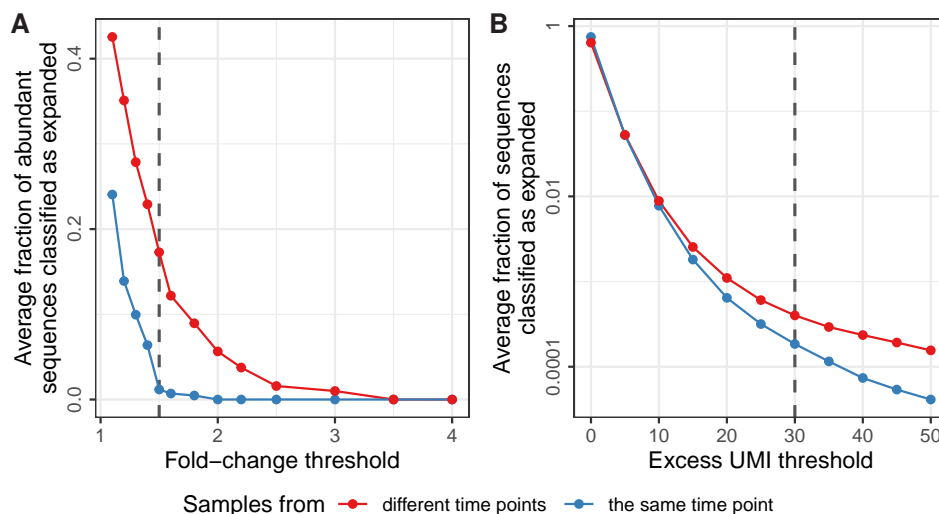 A
B
Average fraction of abundant
sequences classified as expanded
0.4
0.2
0.0
1
2
3
4
Fold−change threshold
Average fraction of sequences
classified as expanded
1
0.01
0.0001
0
10
20
30
40
50
Excess UMI threshold
Samples from
different time points
the same time point